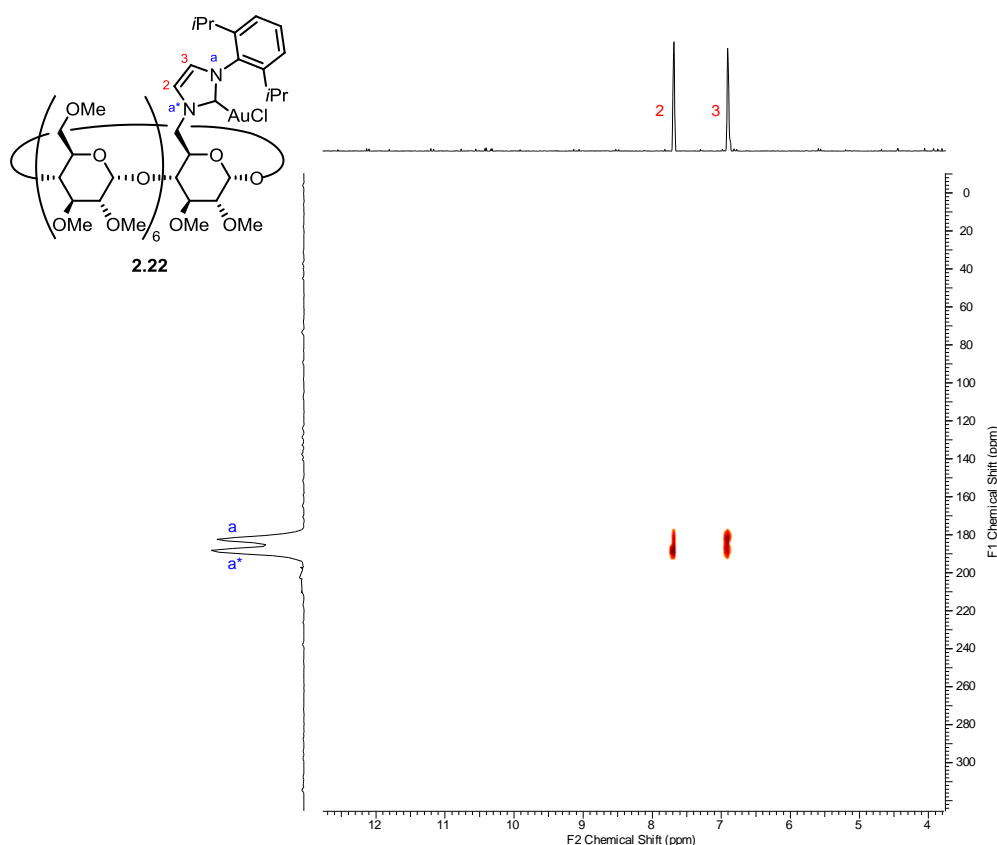 iPr
3
a
N
2
N
a*
iPr
AuCl
OMe
O
O
O
O
OMe
OMe
6
OMe
OMe
2.22
2
3
a
a*
0
20
40
60
80
100
120
140
160
180
200
220
240
260
280
300
F1 Chemical Shift (ppm)
12 11 10 9 8 7 6 5 4
F2 Chemical Shift (ppm)